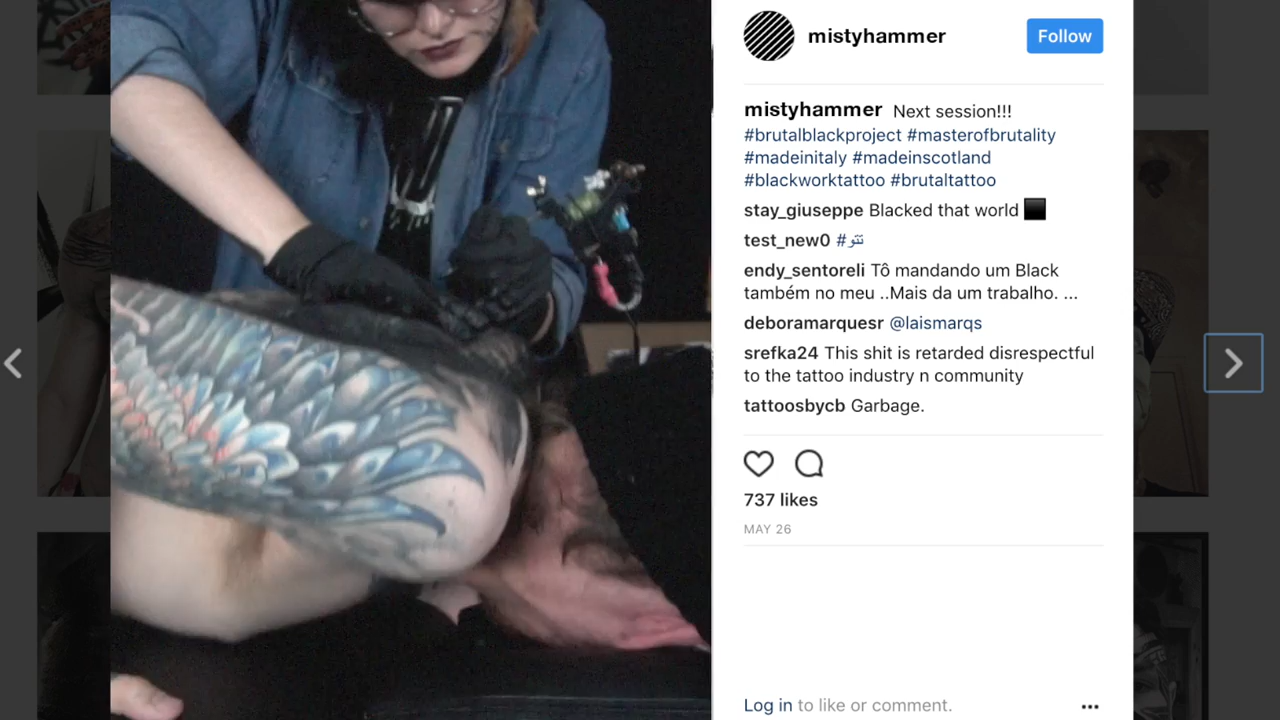 mistyhammer
Follow
mistyhammer Next session!!!
#brutalblackproject #masterofbrutality
#madeinitaly #madeinscotland
#blackworktattoo #brutaltattoo
stay_giuseppe Blacked that world
test_new0 #تتو
endy_sentoreli Tô mandando um Black
também no meu ..Mais da um trabalho. ...
deboramarquesr @laismarqs
srefka24 This shit is retarded disrespectful
to the tattoo industry n community
tattoosbycb Garbage.
737 likes
MAY 26
Log in to like or comment.